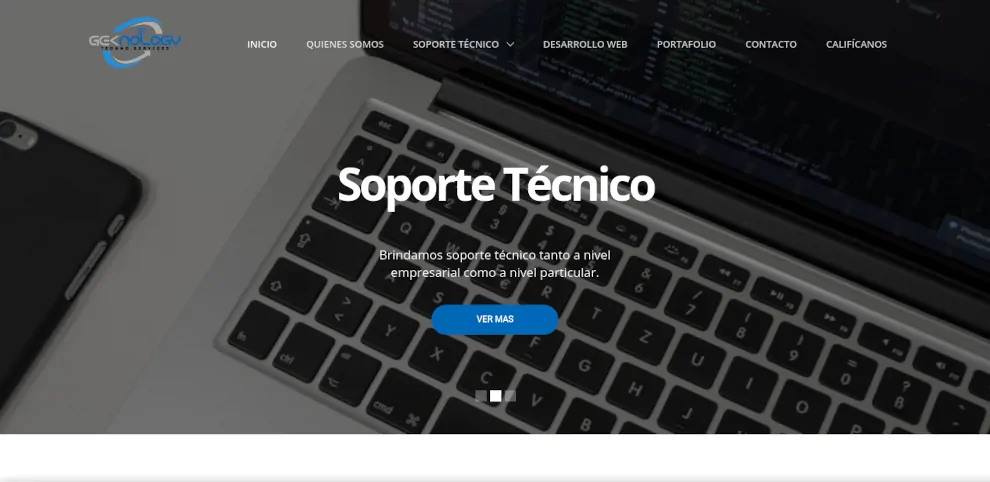 GEKNOLOGY
TECHNO SERVICES
INICIO QUIENES SOMOS SOPORTE TÉCNICO DESARROLLO WEB PORTAFOLIO CONTACTO CALIFÍCANOS
Soporte Técnico
Brindamos soporte técnico tanto a nivel
empresarial como a nivel particular.
VER MAS